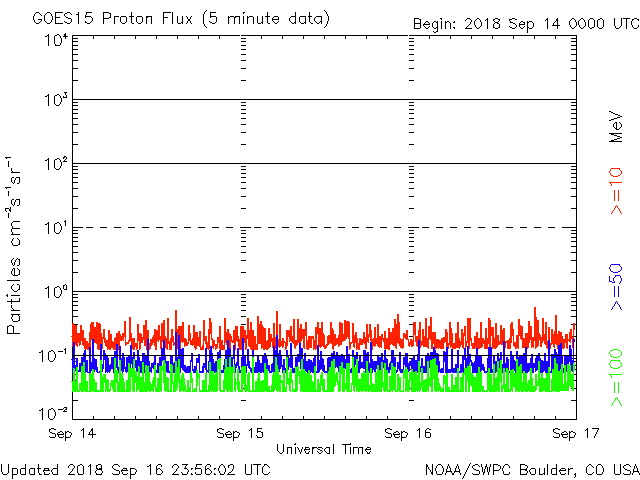 GOES15 Proton Flux (5 minute data)
Begin: 2018 Sep 14 0000 UTC
10⁴
10³
10²
10¹
10⁰
10⁻¹
10⁻²
Particles cm⁻²s⁻¹sr⁻¹
MeV
>=10
>=50
>=100
Sep 14
Sep 15
Sep 16
Sep 17
Universal Time
Updated 2018 Sep 16 23:56:02 UTC
NOAA/SWPC Boulder, CO USA